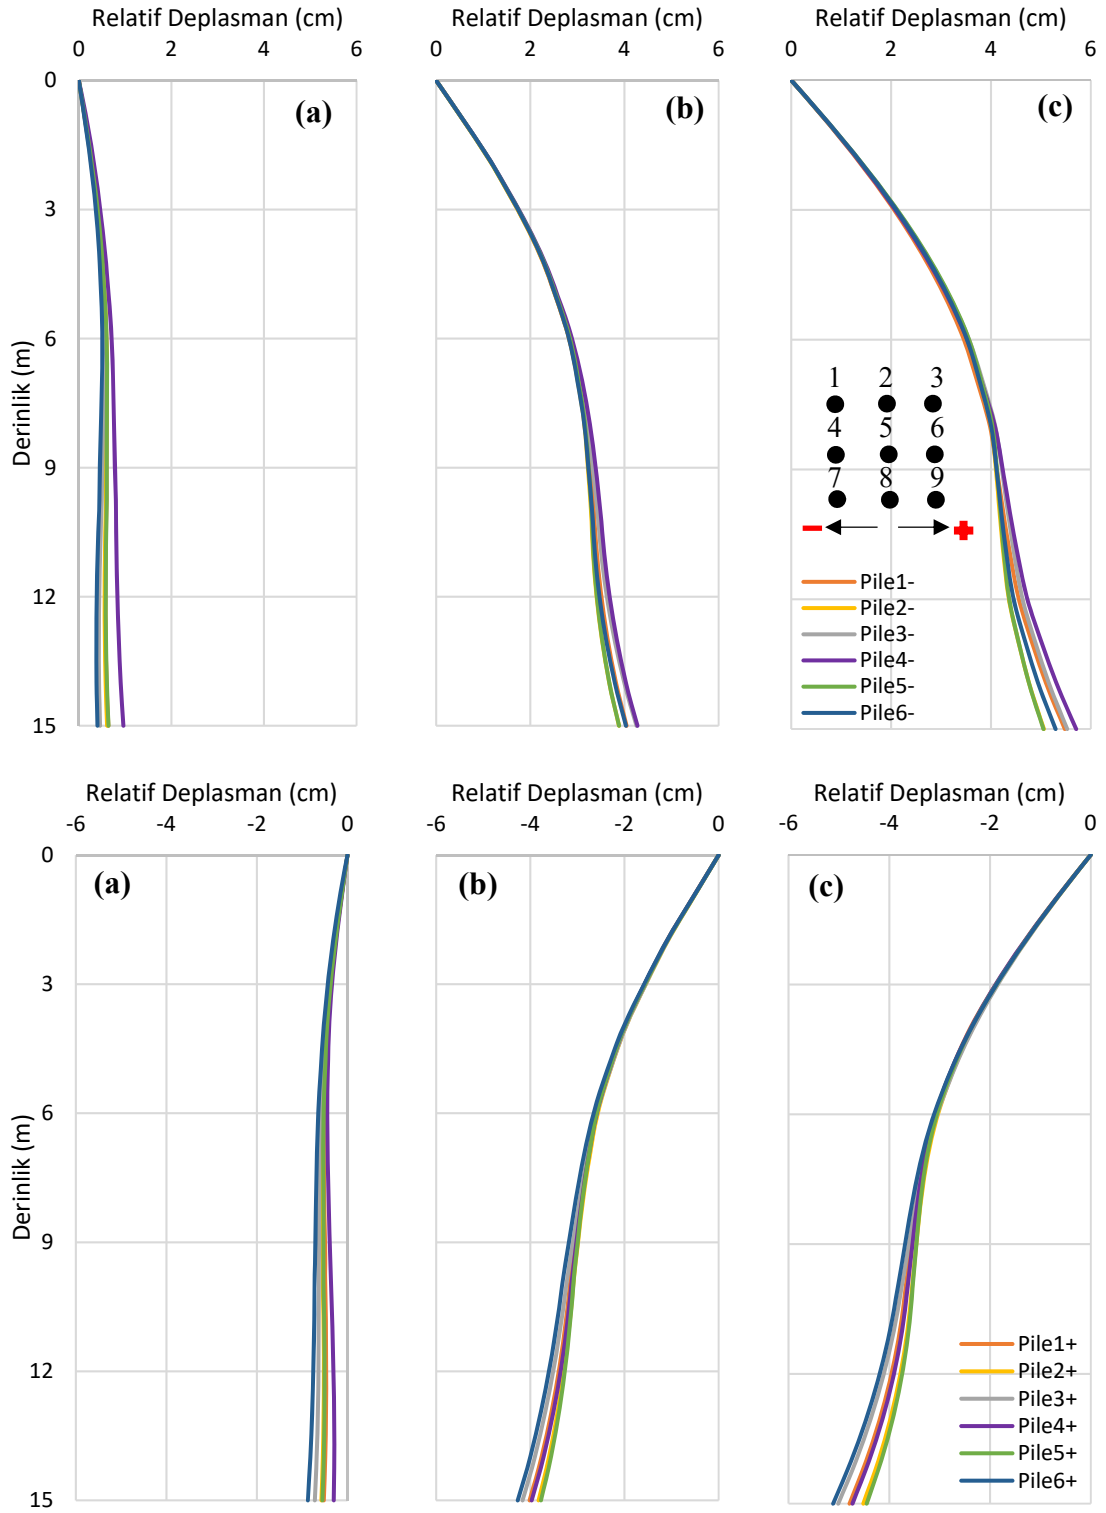 Relatif Deplasman (cm) Relatif Deplasman (cm) Relatif Deplasman (cm)
0 2 4 6 0 2 4 6 0 2 4 6
0
(a) (b) (c)
3
6
1 2 3
4 5 6
Derinlik (m)
9
7 8 9
Pile1-
12
Pile2-
Pile3-
Pile4-
Pile5-
Pile6-
15
Relatif Deplasman (cm) Relatif Deplasman (cm) Relatif Deplasman (cm)
-6 -4 -2 0 -6 -4 -2 0 -6 -4 -2 0
0
(a) (b) (c)
3
6
Derinlik (m)
9
Pile1+
12
Pile2+
Pile3+
Pile4+
Pile5+
Pile6+
15